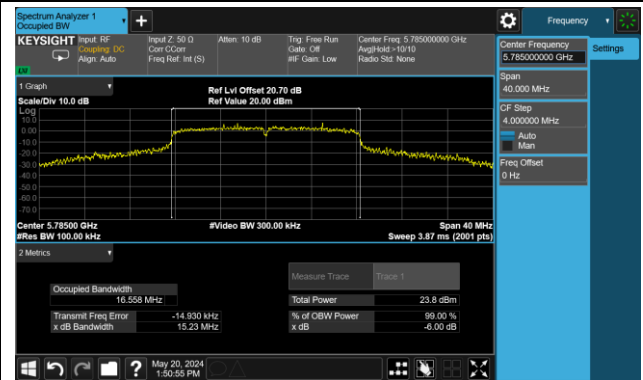 Spectrum Analyzer 1
Occupied BW
Frequency
KEYSIGHT
Input: RF
Coupling: DC
Align: Auto
Input Z: 50 Ω
Corr CCorr
Freq Ref: Int (S)
Atten: 10 dB
Trig: Free Run
Gate: Off
#IF Gain: Low
Center Freq: 5.785000000 GHz
Avg|Hold:>10/10
Radio Std: None
LXI
Center Frequency
5.785000000 GHz
Settings
Span
40.000 MHz
CF Step
4.000000 MHz
Auto
Man
Freq Offset
0 Hz
1 Graph
Scale/Div 10.0 dB
Ref Lvl Offset 20.70 dB
Ref Value 20.00 dBm
Log
10.0
0.00
-10.0
-20.0
-30.0
-40.0
-50.0
-60.0
-70.0
Center 5.78500 GHz
#Res BW 100.00 kHz
#Video BW 300.00 kHz
Span 40 MHz
Sweep 3.87 ms (2001 pts)
2 Metrics
Measure Trace
Trace 1
Occupied Bandwidth
16.558 MHz
Total Power
23.8 dBm
Transmit Freq Error
-14.930 kHz
% of OBW Power
99.00 %
x dB Bandwidth
15.23 MHz
x dB
-6.00 dB
May 20, 2024
1:50:55 PM